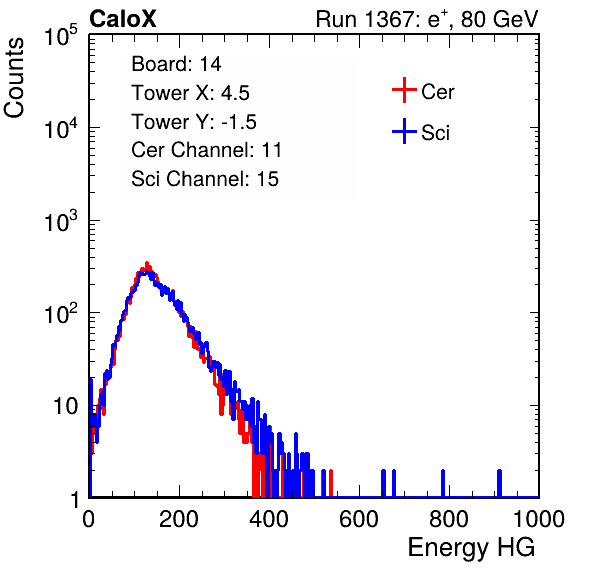 CaloX Run 1367: e⁺, 80 GeV
Counts
Board: 14
Tower X: 4.5
Tower Y: -1.5
Cer Channel: 11
Sci Channel: 15
Cer
Sci
10⁵
10⁴
10³
10²
10
1
0 200 400 600 800 1000
Energy HG